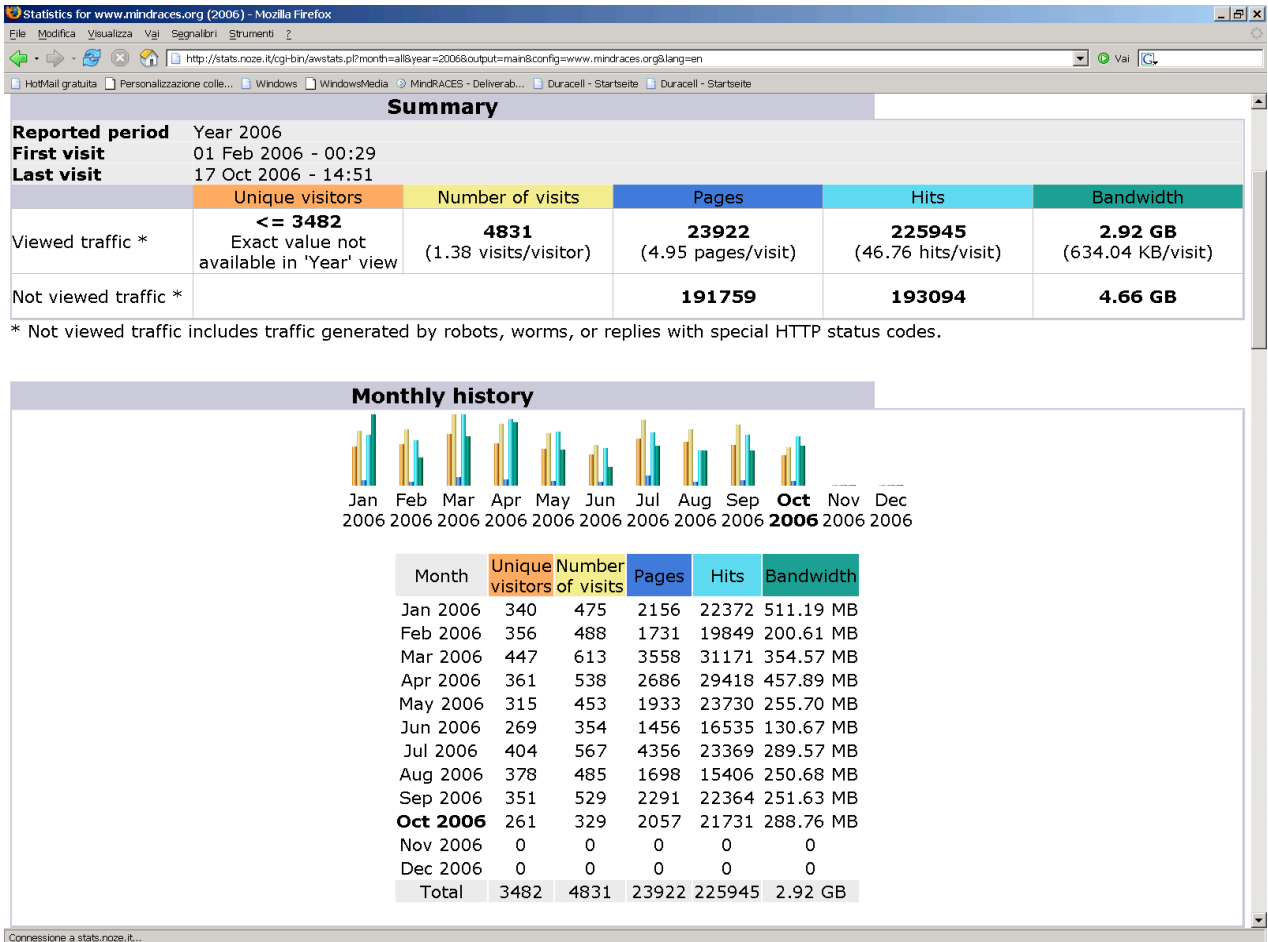 Statistics for www.mindraces.org (2006) - Mozilla Firefox
File Modifica Visualizza Vai Segnalibri Strumenti ?
http://stats.noze.it/cgi-bin/awstats.pl?month=all&year=2006&output=main&config=www.mindraces.org&lang=en Vai G
HotMail gratuita Personalizzazione colle... Windows WindowsMedia MindRACES - Deliverab... Duracell - Startseite Duracell - Startseite
Summary
Reported period Year 2006
First visit 01 Feb 2006 - 00:29
Last visit 17 Oct 2006 - 14:51
Unique visitors Number of visits Pages Hits Bandwidth
Viewed traffic * <= 3482 Exact value not available in 'Year' view 4831 (1.38 visits/visitor) 23922 (4.95 pages/visit) 225945 (46.76 hits/visit) 2.92 GB (634.04 KB/visit)
Not viewed traffic * 191759 193094 4.66 GB
* Not viewed traffic includes traffic generated by robots, worms, or replies with special HTTP status codes.
Monthly history
Jan Feb Mar Apr May Jun Jul Aug Sep Oct Nov Dec
2006 2006 2006 2006 2006 2006 2006 2006 2006 2006 2006 2006
Month Unique visitors Number of visits Pages Hits Bandwidth
Jan 2006 340 475 2156 22372 511.19 MB
Feb 2006 356 488 1731 19849 200.61 MB
Mar 2006 447 613 3558 31171 354.57 MB
Apr 2006 361 538 2686 29418 457.89 MB
May 2006 315 453 1933 23730 255.70 MB
Jun 2006 269 354 1456 16535 130.67 MB
Jul 2006 404 567 4356 23369 289.57 MB
Aug 2006 378 485 1698 15406 250.68 MB
Sep 2006 351 529 2291 22364 251.63 MB
Oct 2006 261 329 2057 21731 288.76 MB
Nov 2006 0 0 0 0 0
Dec 2006 0 0 0 0 0
Total 3482 4831 23922 225945 2.92 GB
Connessione a stats.noze.it...